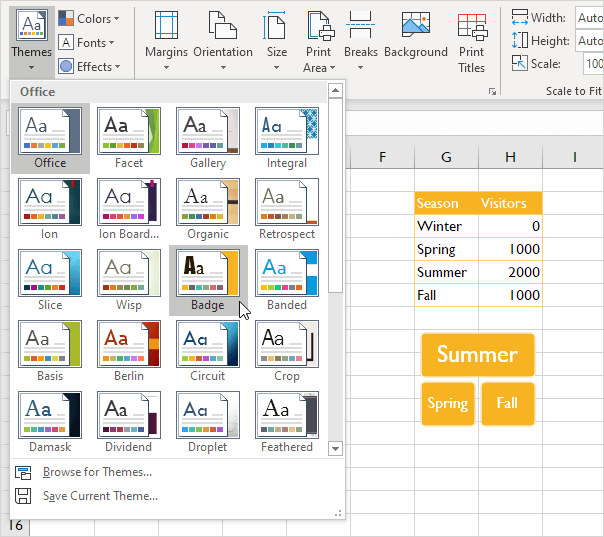 Themes
Colors
Fonts
Effects
Margins
Orientation
Size
Print
Area
Breaks
Background
Print
Titles
Width: Auto
Height: Auto
Scale: 100
Scale to Fit
Office
Aa Aa Aa Aa
Office Facet Gallery Integral
Aa Aa Aa Aa
Ion Ion Board... Organic Retrospect
Aa Aa Aa Aa
Slice Wisp Badge Banded
Aa Aa Aa Aa
Basis Berlin Circuit Crop
Aa Aa Aa Aa
Damask Dividend Droplet Feathered
Browse for Themes...
Save Current Theme...
F G H I
Season Visitors
Winter 0
Spring 1000
Summer 2000
Fall 1000
Summer
Spring Fall
16